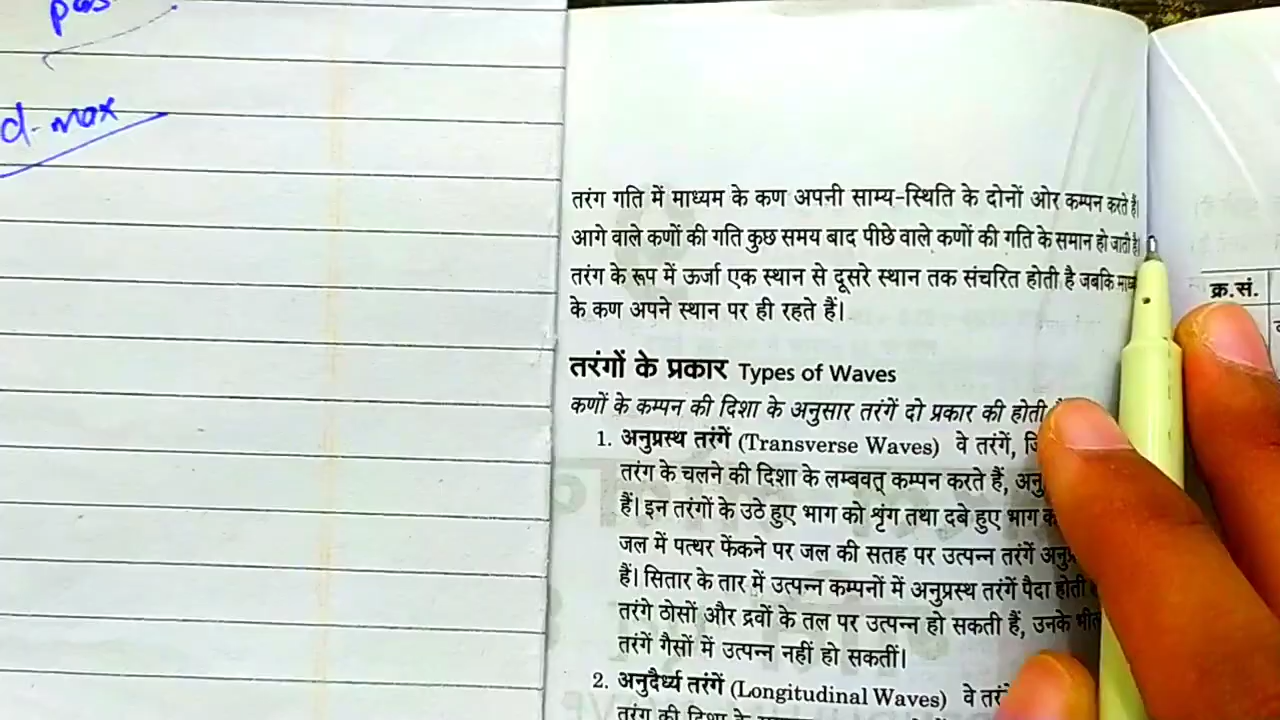 d-max
तरंग गति में माध्यम के कण अपनी साम्य-स्थिति के दोनों ओर कम्पन करते हैं।
आगे वाले कणों की गति कुछ समय बाद पीछे वाले कणों की गति के समान हो जाती है।
तरंग के रूप में ऊर्जा एक स्थान से दूसरे स्थान तक संचरित होती है जबकि
के कण अपने स्थान पर ही रहते हैं।
तरंगों के प्रकार Types of Waves
कणों के कम्पन की दिशा के अनुसार तरंगें दो प्रकार की होती
1. अनुप्रस्थ तरंगें (Transverse Waves) वे तरंगें,
तरंग के चलने की दिशा के लम्बवत् कम्पन करते हैं,
हैं। इन तरंगों के उठे हुए भाग को शृंग तथा दबे हुए भाग
जल में पत्थर फेंकने पर जल की सतह पर उत्पन्न तरंगें
हैं। सितार के तार में उत्पन्न कम्पनों में अनुप्रस्थ तरंगें पैदा होती
तरंगे ठोसों और द्रवों के तल पर उत्पन्न हो सकती हैं, उनके
तरंगें गैसों में उत्पन्न नहीं हो सकतीं।
2. अनुदैर्ध्य तरंगें (Longitudinal Waves) वे
तरंग की दिशा के
क्र.सं.